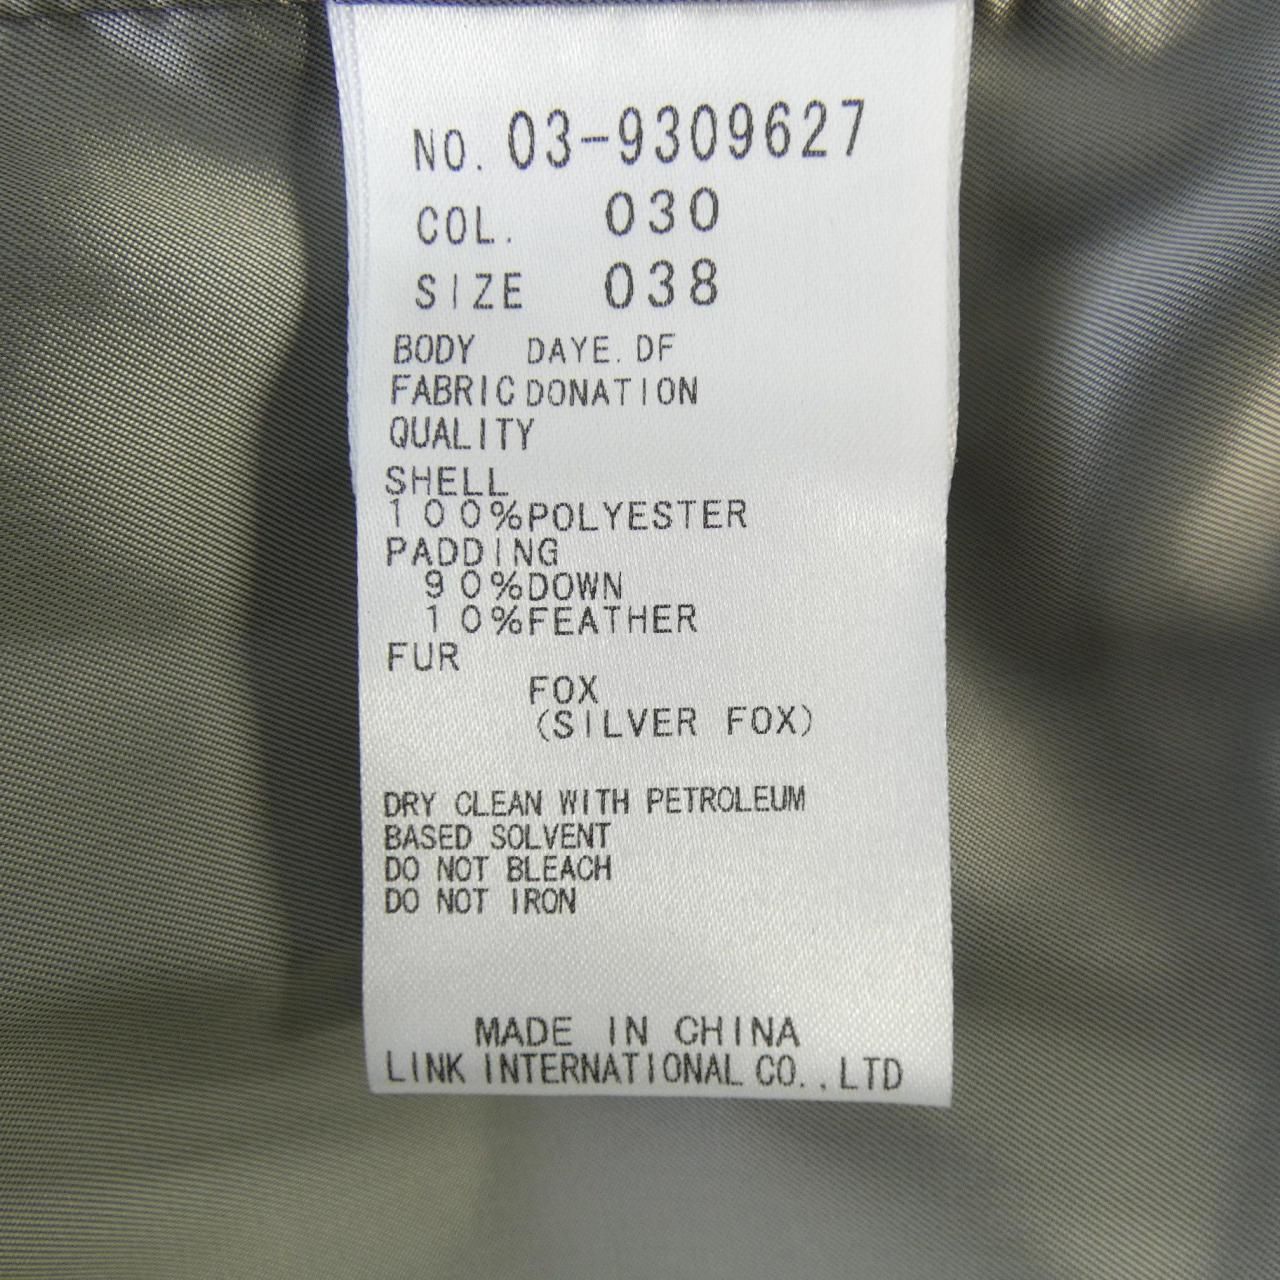 NO. 03-9309627
COL. 030
SIZE 038
BODY DAYE. DF
FABRIC DONATION
QUALITY
SHELL
100%POLYESTER
PADDING
90%DOWN
10%FEATHER
FUR
FOX
(SILVER FOX)
DRY CLEAN WITH PETROLEUM
BASED SOLVENT
DO NOT BLEACH
DO NOT IRON
MADE IN CHINA
LINK INTERNATIONAL CO.,LTD